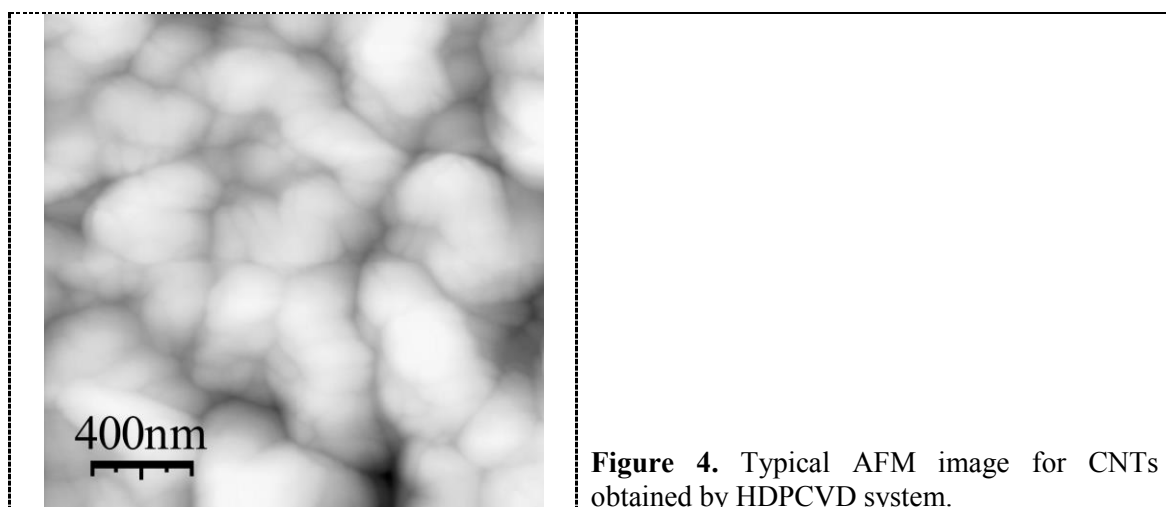 400nm
Figure 4. Typical AFM image for CNTs
obtained by HDPCVD system.